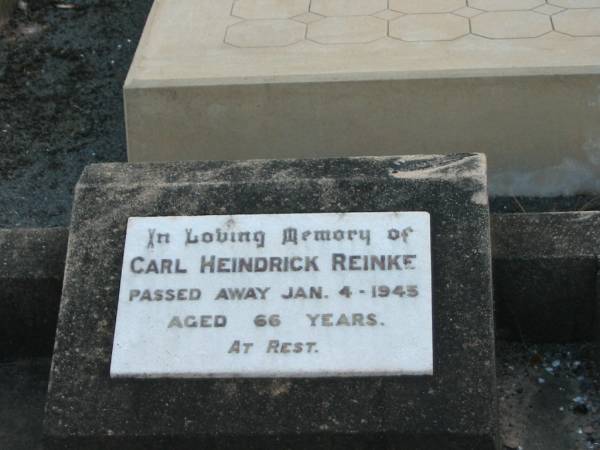 In Loving Memory of
CARL HEINDRICK REINKE
PASSED AWAY JAN. 4-1945
AGED 66 YEARS.
AT REST.